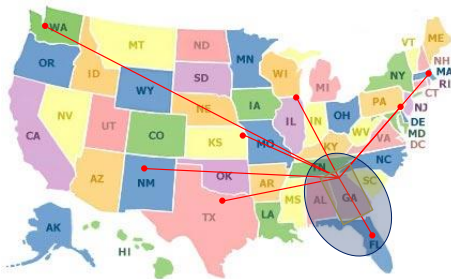 WA
MT
ND
MN
ME
OR
ID
WY
SD
WI
MI
VT
NH
NY
MA
RI
CT
NV
UT
CO
NE
IA
IL
IN
OH
PA
NJ
DE
MD
DC
CA
KS
MO
KY
WV
VA
AZ
NM
OK
AR
TN
NC
SC
TX
LA
MS
AL
GA
FL
AK
HI